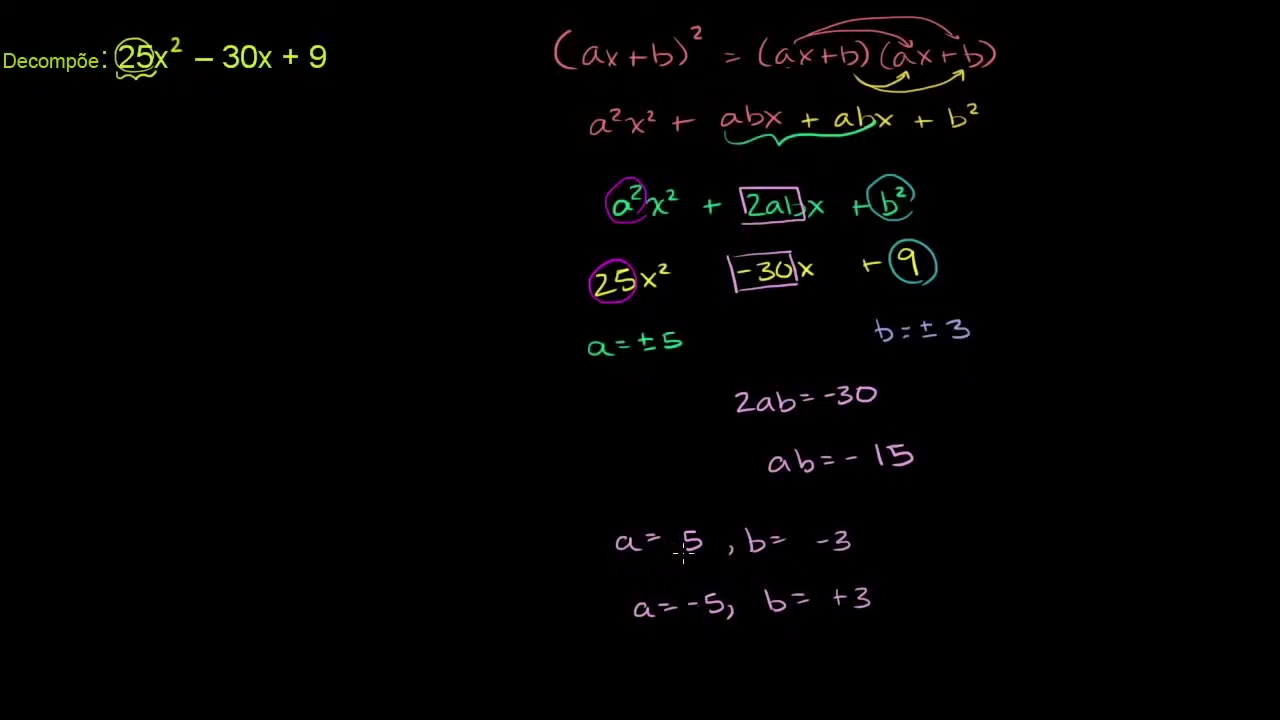 Decompõe: 25x² – 30x + 9
(ax+b)² = (ax+b)(ax+b)
a²x² + abx + abx + b²
a²x² + 2abx + b²
25x² -30x + 9
a=±5 b=±3
2ab=-30
ab=-15
a= 5, b= -3
a=-5, b= +3